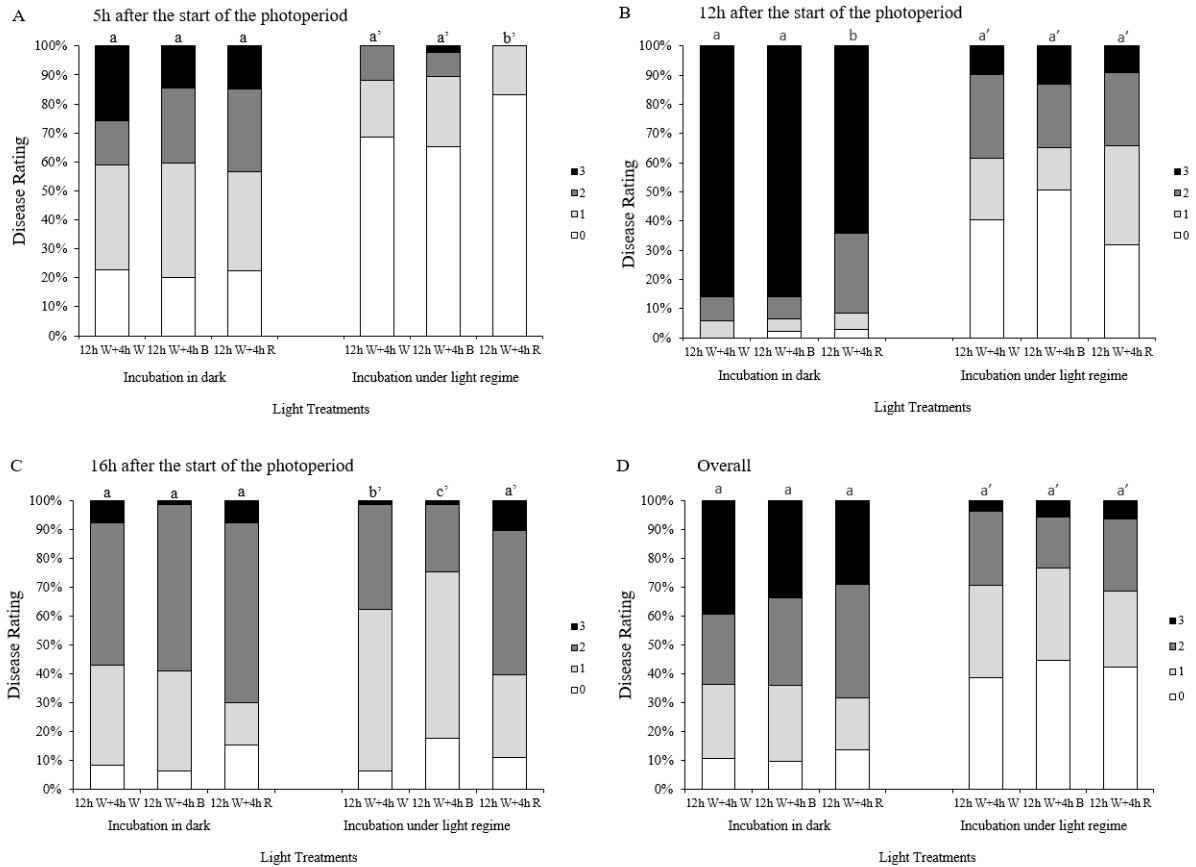 A 5h after the start of the photoperiod
a a a a’ a’ b’
100%
90%
80%
70%
60%
50%
40%
30%
20%
10%
0%
Disease Rating
3
2
1
0
12h W+4h W 12h W+4h B 12h W+4h R 12h W+4h W 12h W+4h B 12h W+4h R
Incubation in dark Incubation under light regime
Light Treatments
B 12h after the start of the photoperiod
a a b a′ a′ a′
100%
90%
80%
70%
60%
50%
40%
30%
20%
10%
0%
Disease Rating
3
2
1
0
12h W+4h W 12h W+4h B 12h W+4h R 12h W+4h W 12h W+4h B 12h W+4h R
Incubation in dark Incubation under light regime
Light Treatments
C 16h after the start of the photoperiod
a a a b’ c’ a′
100%
90%
80%
70%
60%
50%
40%
30%
20%
10%
0%
Disease Rating
3
2
1
0
12h W+4h W 12h W+4h B 12h W+4h R 12h W+4h W 12h W+4h B 12h W+4h R
Incubation in dark Incubation under light regime
Light Treatments
D Overall
a a a a′ a′ a′
100%
90%
80%
70%
60%
50%
40%
30%
20%
10%
0%
Disease Rating
3
2
1
0
12h W+4h W 12h W+4h B 12h W+4h R 12h W+4h W 12h W+4h B 12h W+4h R
Incubation in dark Incubation under light regime
Light Treatments